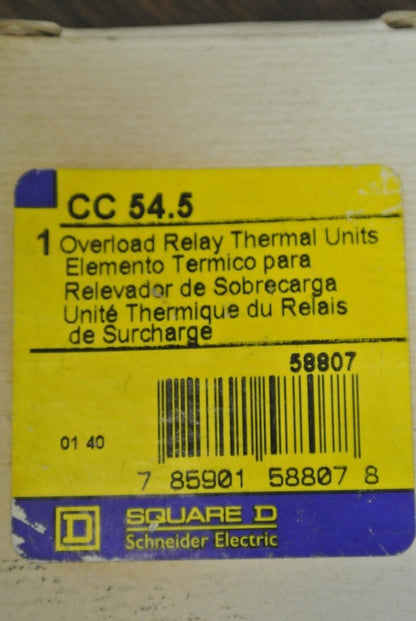 CC 54.5
1 Overload Relay Thermal Units
Elemento Termico para
Relevador de Sobrecarga
Unité Thermique du Relais
de Surcharge
58807
01 40
7 85901 58807 8
SQUARE D
Schneider Electric